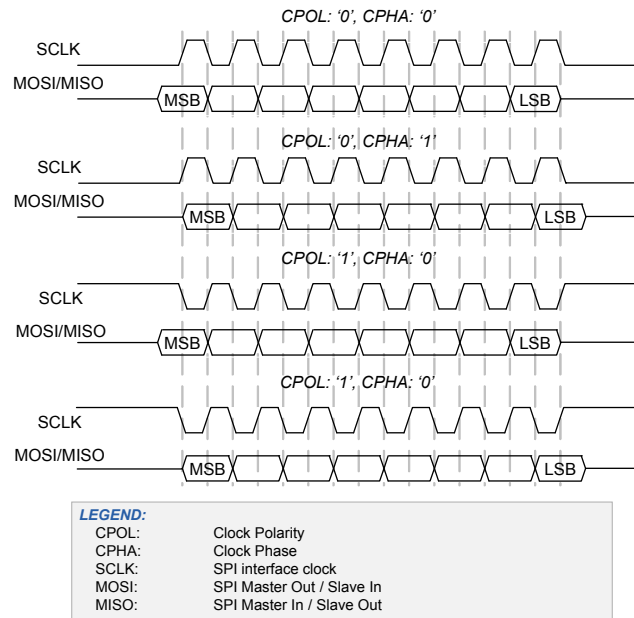 CPOL: ‘0’, CPHA: ‘0’
SCLK
MOSI/MISO
MSB LSB
CPOL: ‘0’, CPHA: ‘1’
SCLK
MOSI/MISO
MSB LSB
CPOL: ‘1’, CPHA: ‘0’
SCLK
MOSI/MISO
MSB LSB
CPOL: ‘1’, CPHA: ‘0’
SCLK
MOSI/MISO
MSB LSB
LEGEND:
CPOL: Clock Polarity
CPHA: Clock Phase
SCLK: SPI interface clock
MOSI: SPI Master Out / Slave In
MISO: SPI Master In / Slave Out